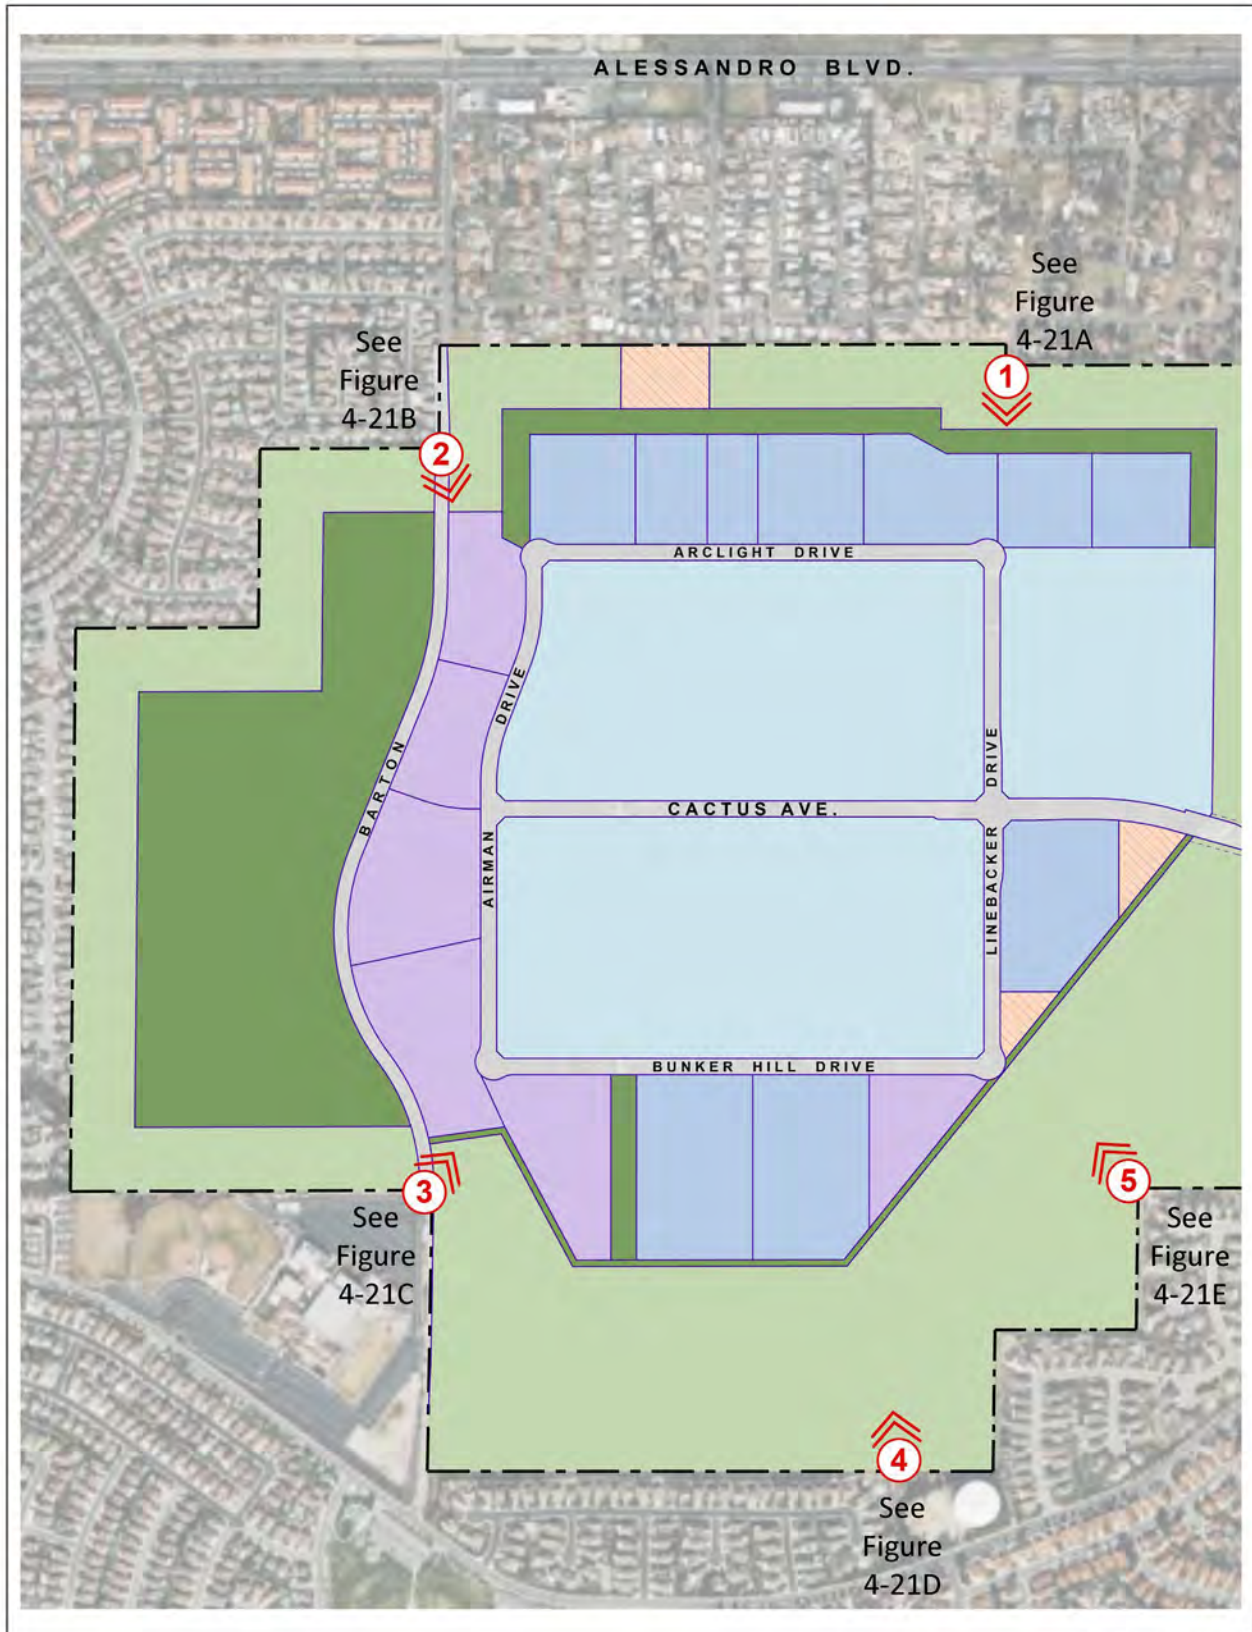 ALESSANDRO BLVD.
See
Figure
4-21A
1
See
Figure
4-21B
2
ARCLIGHT DRIVE
DRIVE
AIRMAN
BARTON
CACTUS AVE.
DRIVE
LINEBACKER
BUNKER HILL DRIVE
3
See
Figure
4-21C
5
See
Figure
4-21E
4
See
Figure
4-21D